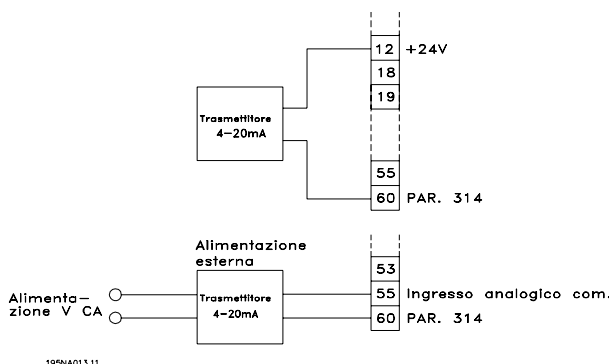 12 +24V
18
19
Trasmettitore
4-20mA
55
60 PAR. 314
Alimentazione
esterna
53
55 Ingresso analogico com.
Alimenta-
zione V CA
Trasmettitore
4-20mA
60 PAR. 314
195NA013.11